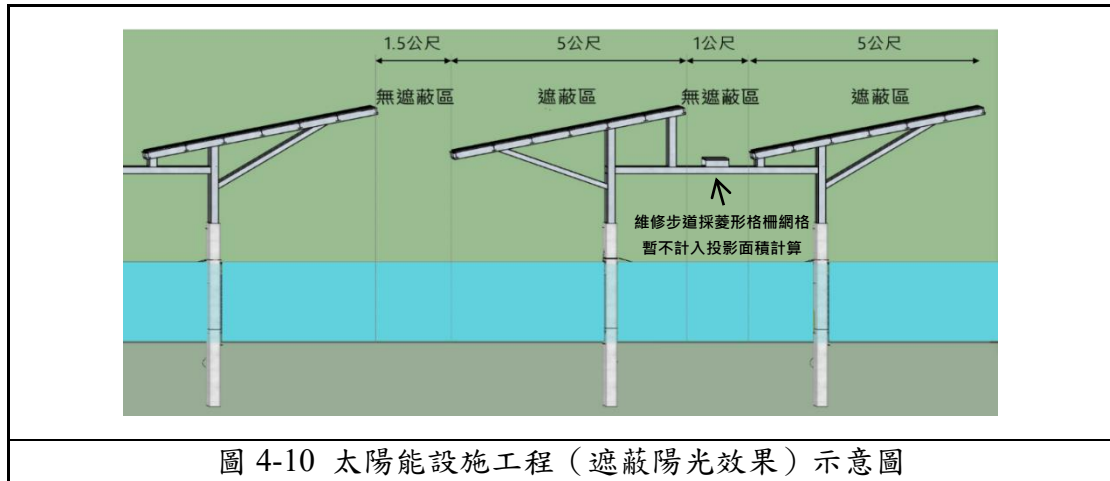 1.5公尺 5公尺 1公尺 5公尺
無遮蔽區 遮蔽區 無遮蔽區 遮蔽區
維修步道採菱形格柵網格
暫不計入投影面積計算
圖 4-10 太陽能設施工程（遮蔽陽光效果）示意圖